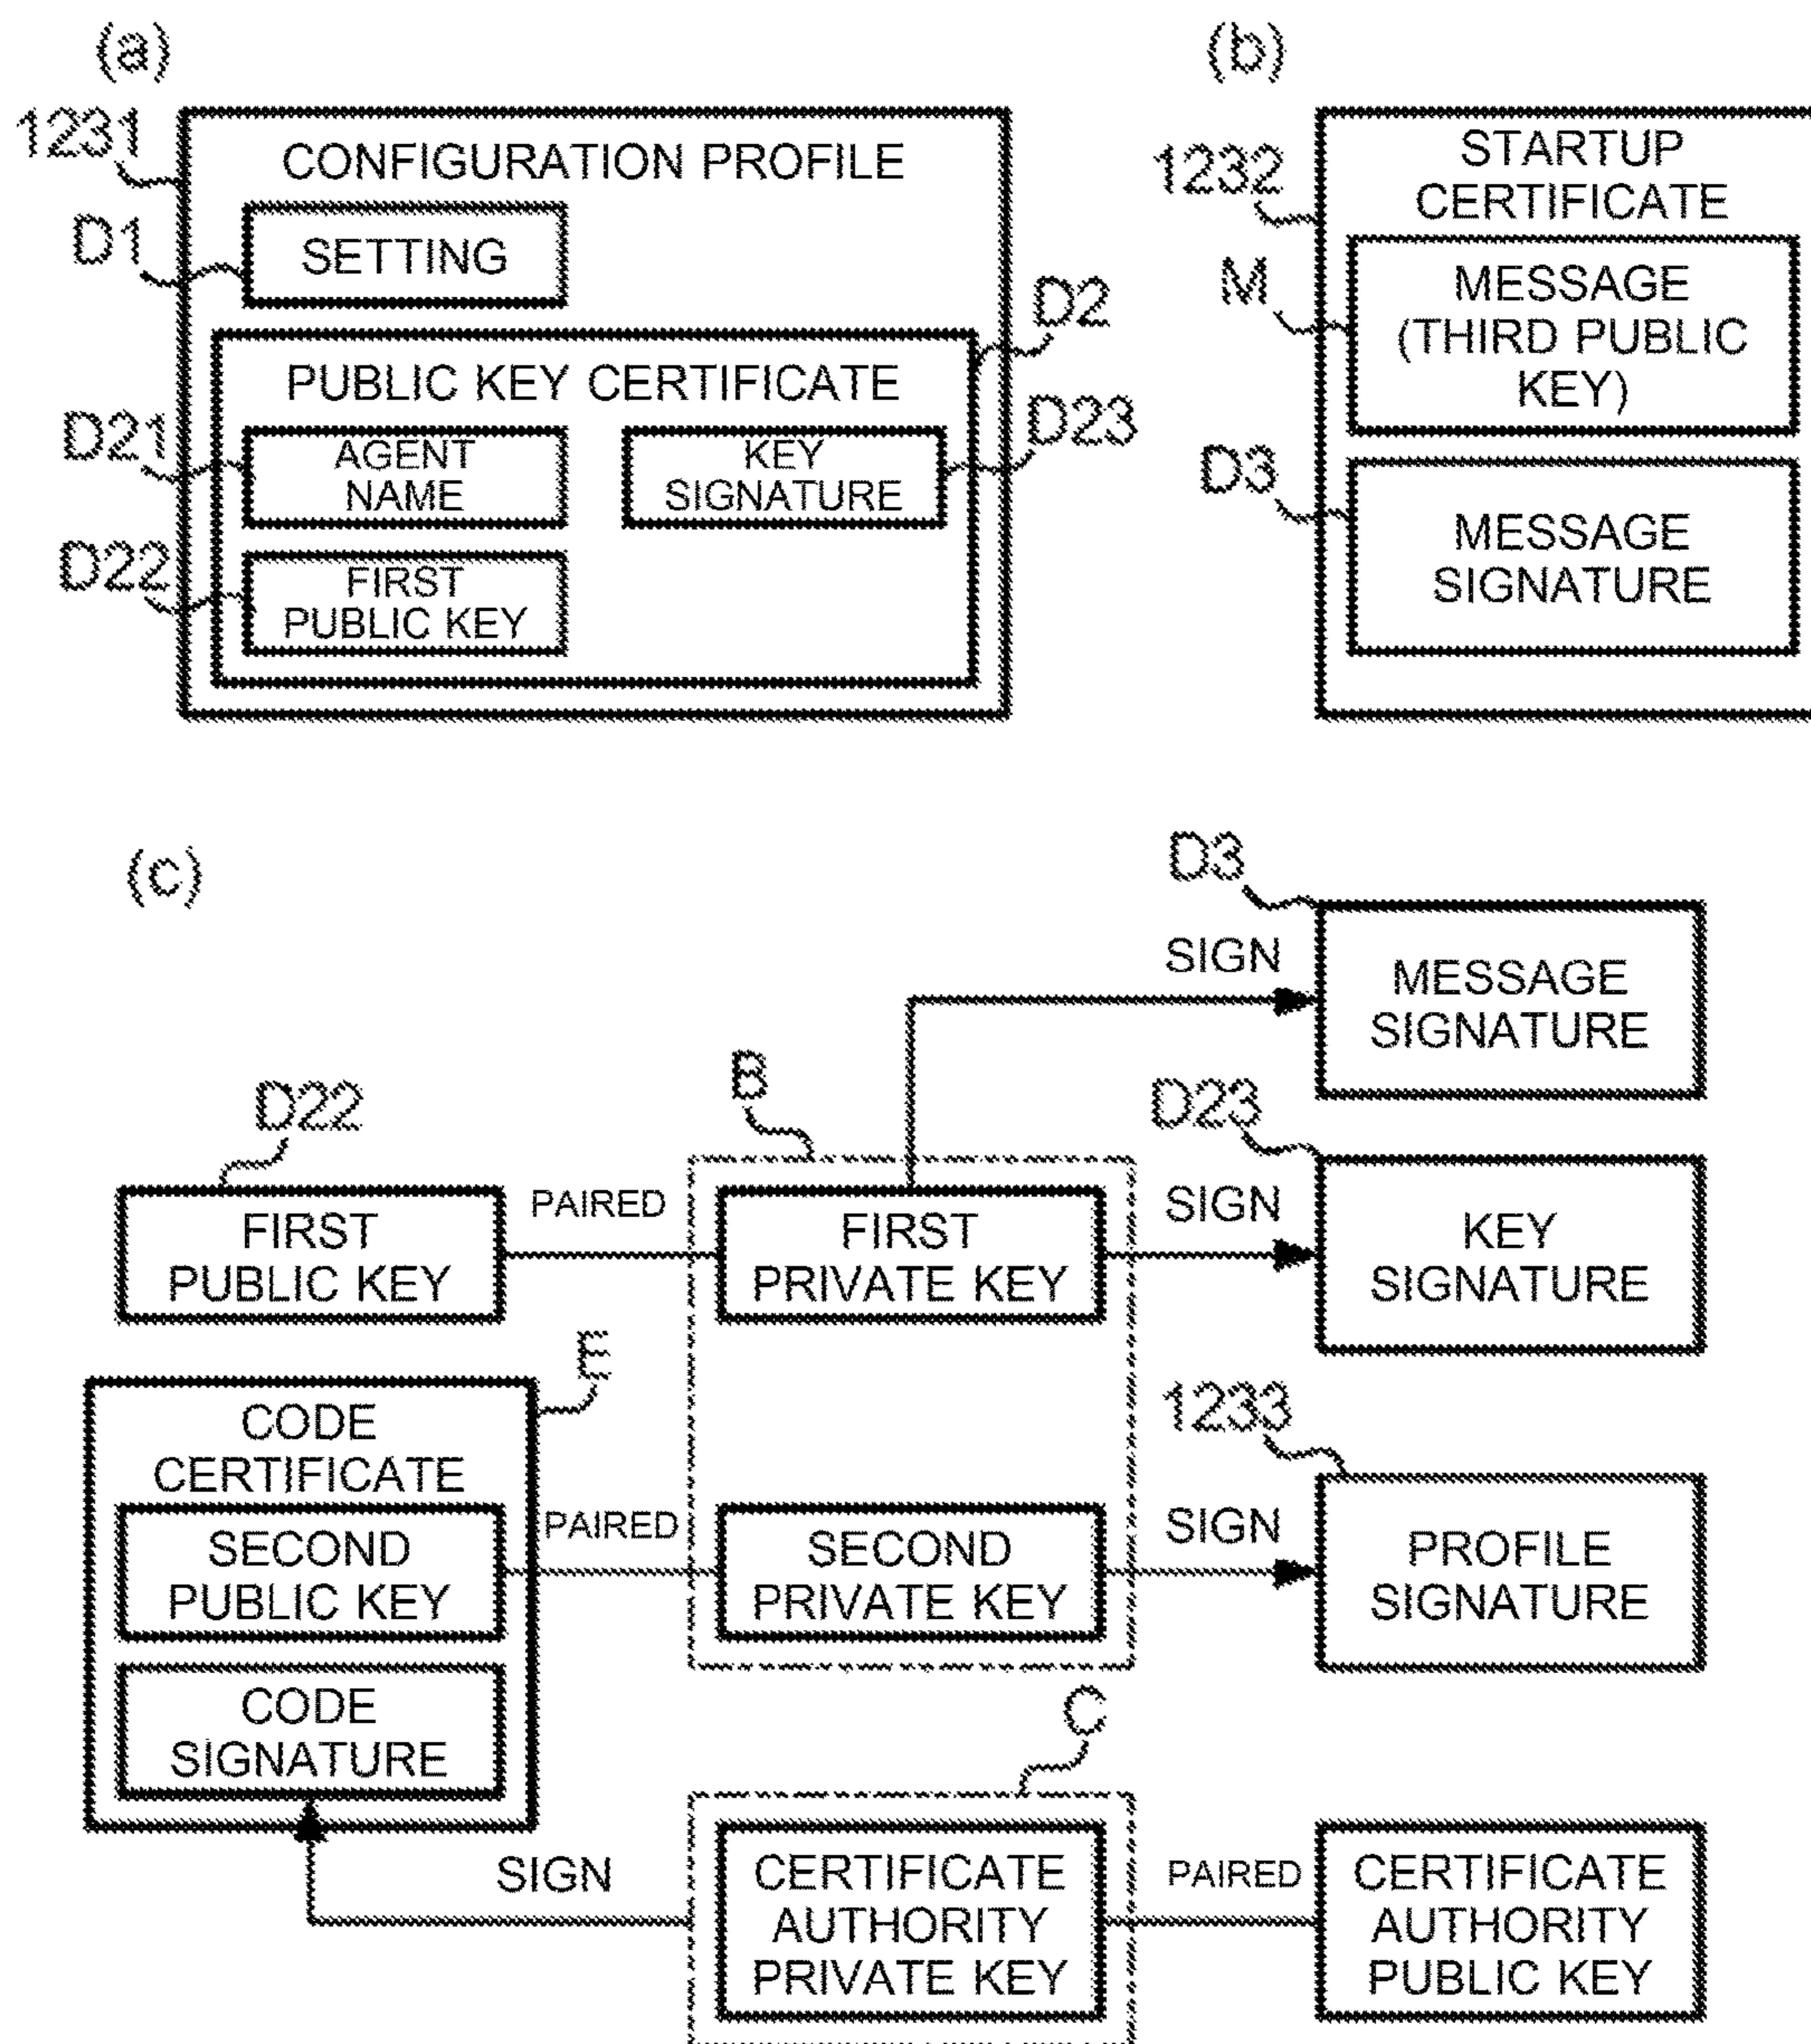 (a)
1231
CONFIGURATION PROFILE
D1
SETTING
D2
PUBLIC KEY CERTIFICATE
D21
AGENT
NAME
D23
KEY
SIGNATURE
D22
FIRST
PUBLIC KEY
(b)
1232
STARTUP
CERTIFICATE
M
MESSAGE
(THIRD PUBLIC
KEY)
D3
MESSAGE
SIGNATURE
(c)
D3
SIGN
MESSAGE
SIGNATURE
D22
B
D23
FIRST
PUBLIC KEY
PAIRED
FIRST
PRIVATE KEY
SIGN
KEY
SIGNATURE
E
CODE
CERTIFICATE
1233
SECOND
PUBLIC KEY
PAIRED
SECOND
PRIVATE KEY
SIGN
PROFILE
SIGNATURE
CODE
SIGNATURE
C
SIGN
CERTIFICATE
AUTHORITY
PRIVATE KEY
PAIRED
CERTIFICATE
AUTHORITY
PUBLIC KEY